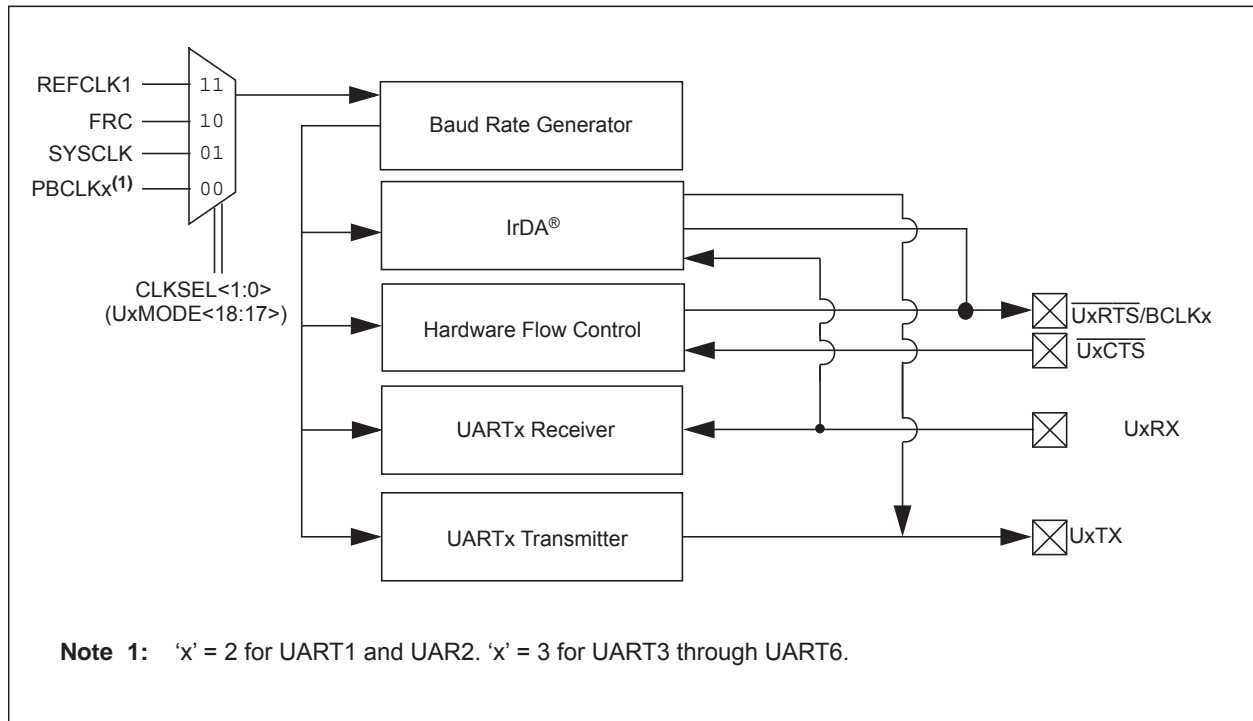 REFCLK1
11
FRC
10
SYSCLK
01
PBCLKx(1)
00
CLKSEL<1:0>
(UxMODE<18:17>)
Baud Rate Generator
IrDA®
Hardware Flow Control
UARTx Receiver
UARTx Transmitter
UxRTS/BCLKx
UxCTS
UxRX
UxTX
Note 1: ‘x’ = 2 for UART1 and UAR2. ‘x’ = 3 for UART3 through UART6.